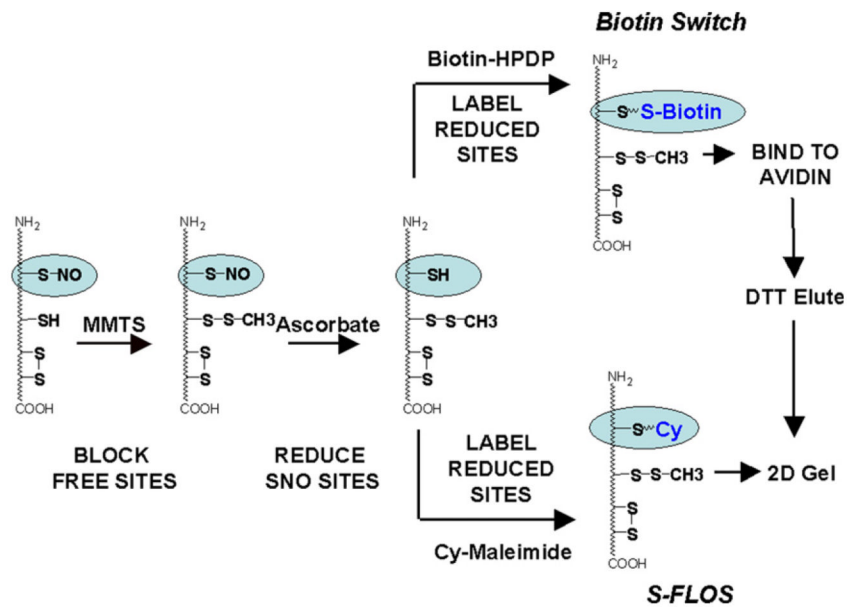 Biotin Switch
Biotin-HPDP
LABEL
REDUCED
SITES
NH2
S S-Biotin
S S CH3
S
S
COOH
BIND TO
AVIDIN
DTT Elute
NH2
S NO
SH
S
S
COOH
MMTS
BLOCK
FREE SITES
NH2
S NO
S S CH3
S
S
COOH
Ascorbate
REDUCE
SNO SITES
NH2
SH
S S CH3
S
S
COOH
LABEL
REDUCED
SITES
Cy-Maleimide
NH2
S Cy
S S CH3
S
S
COOH
2D Gel
S-FLOS